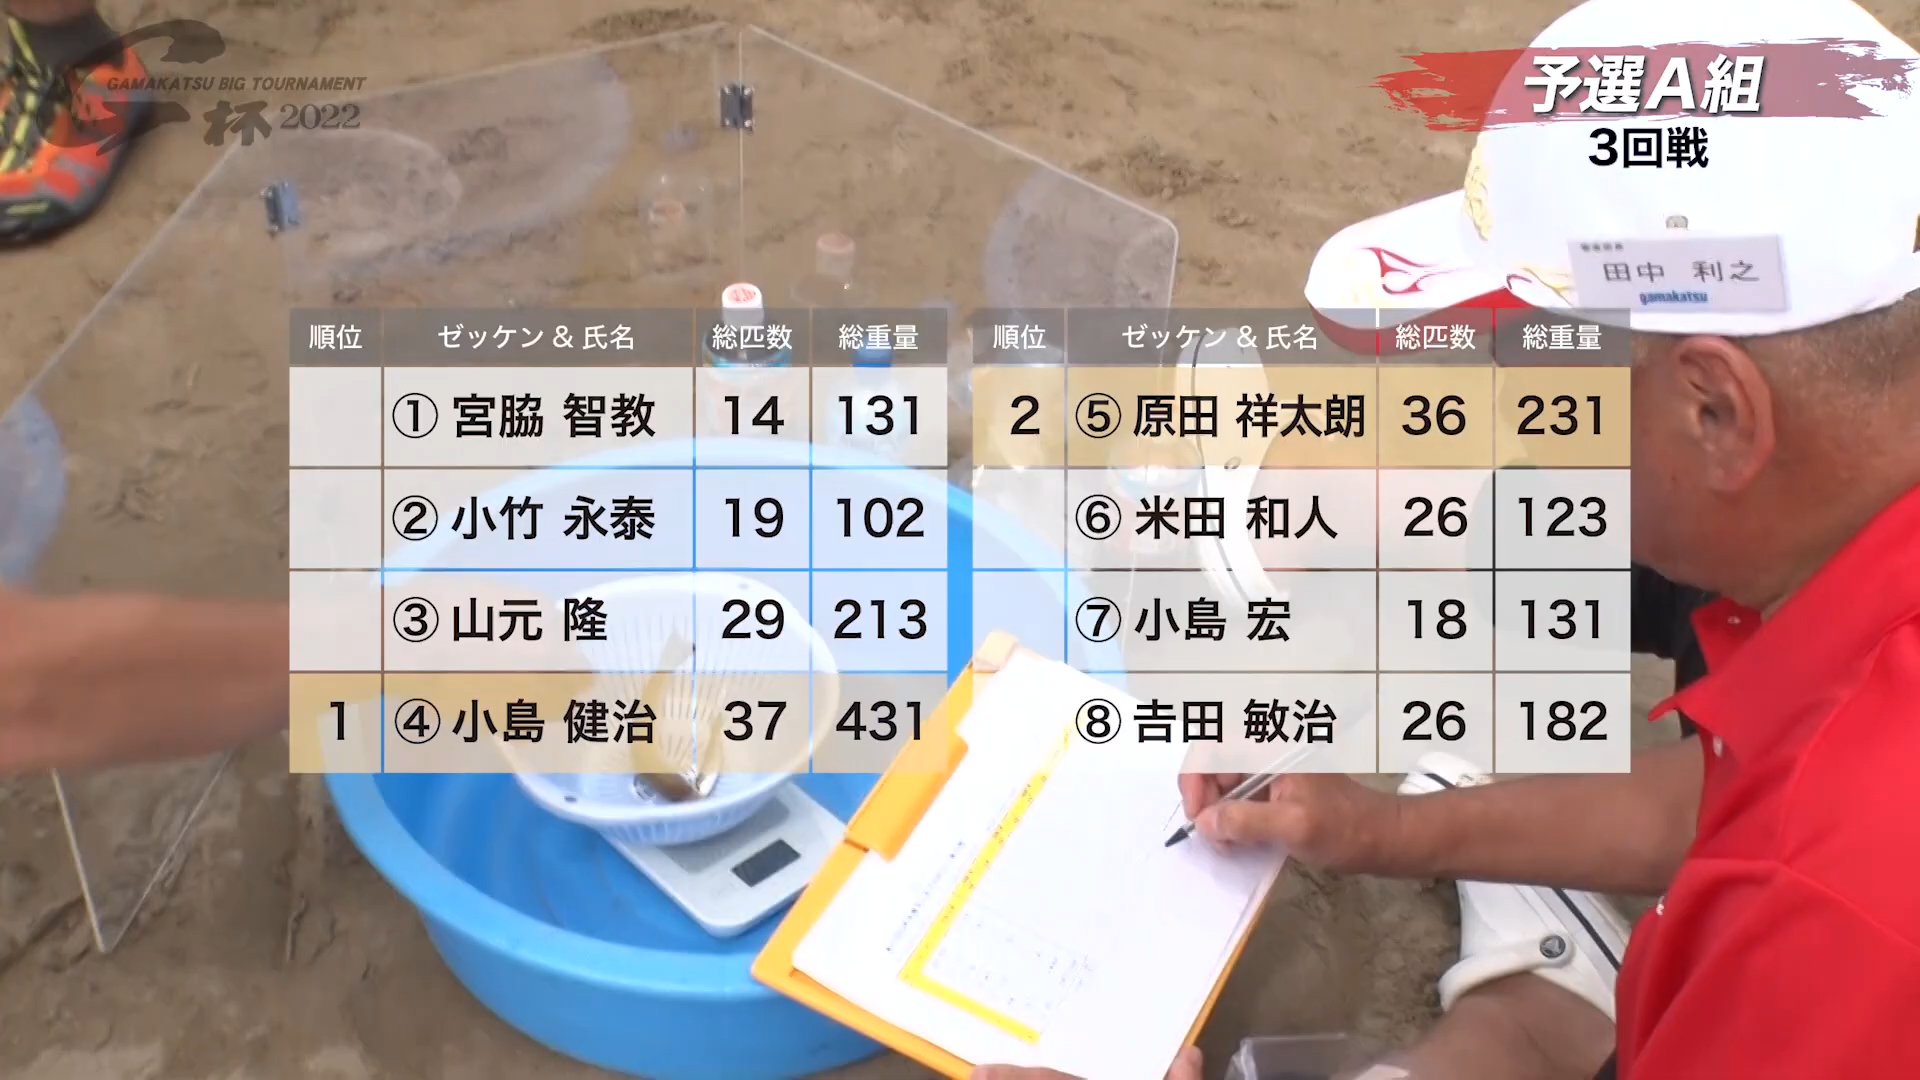 GAMAKATSU BIG TOURNAMENT
杯 2022
予選A組
3回戦
田中 利之
gamakatsu
順位 ゼッケン & 氏名 総匹数 総重量
① 宮脇 智教 14 131
② 小竹 永泰 19 102
③ 山元 隆 29 213
1 ④ 小島 健治 37 431
順位 ゼッケン & 氏名 総匹数 総重量
2 ⑤ 原田 祥太朗 36 231
⑥ 米田 和人 26 123
⑦ 小島 宏 18 131
⑧ 𠮷田 敏治 26 182